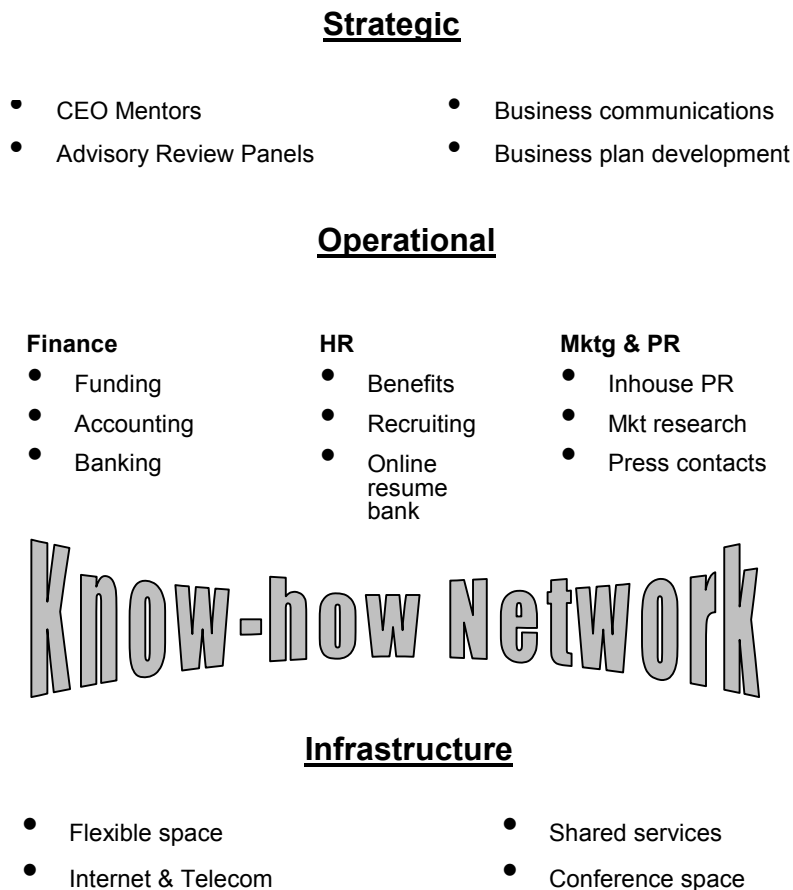 Strategic
• CEO Mentors
• Advisory Review Panels
• Business communications
• Business plan development
Operational
Finance
• Funding
• Accounting
• Banking
HR
• Benefits
• Recruiting
• Online
resume
bank
Mktg & PR
• Inhouse PR
• Mkt research
• Press contacts
Know-how Network
Infrastructure
• Flexible space
• Internet & Telecom
• Shared services
• Conference space